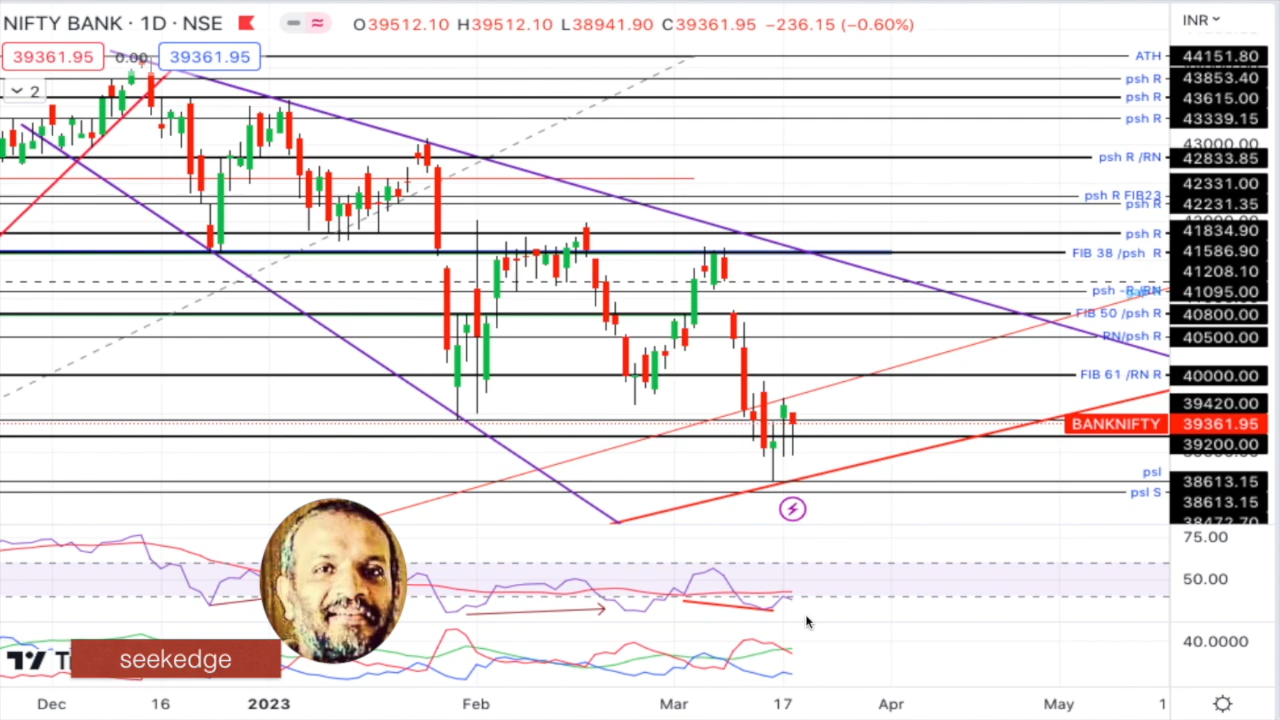 NIFTY BANK · 1D · NSE
O39512.10 H39512.10 L38941.90 C39361.95 −236.15 (−0.60%)
INR
39361.95 0.00 39361.95
2
ATH 44151.80
psh R 43853.40
psh R 43615.00
psh R 43339.15
43000.00
psh R /RN 42833.85
42331.00
psh R FIB23
psh R 42231.35
psh R 41834.90
FIB 38 /psh R 41586.90
41208.10
41095.00
FIB 50 /psh R 40800.00
RN/psh R 40500.00
FIB 61 /RN R 40000.00
39420.00
BANKNIFTY 39361.95
39200.00
psl
38613.15
psl S 38613.15
38472.70
75.00
50.00
40.0000
seekedge
Dec 16 2023 Feb Mar 17 Apr May 1